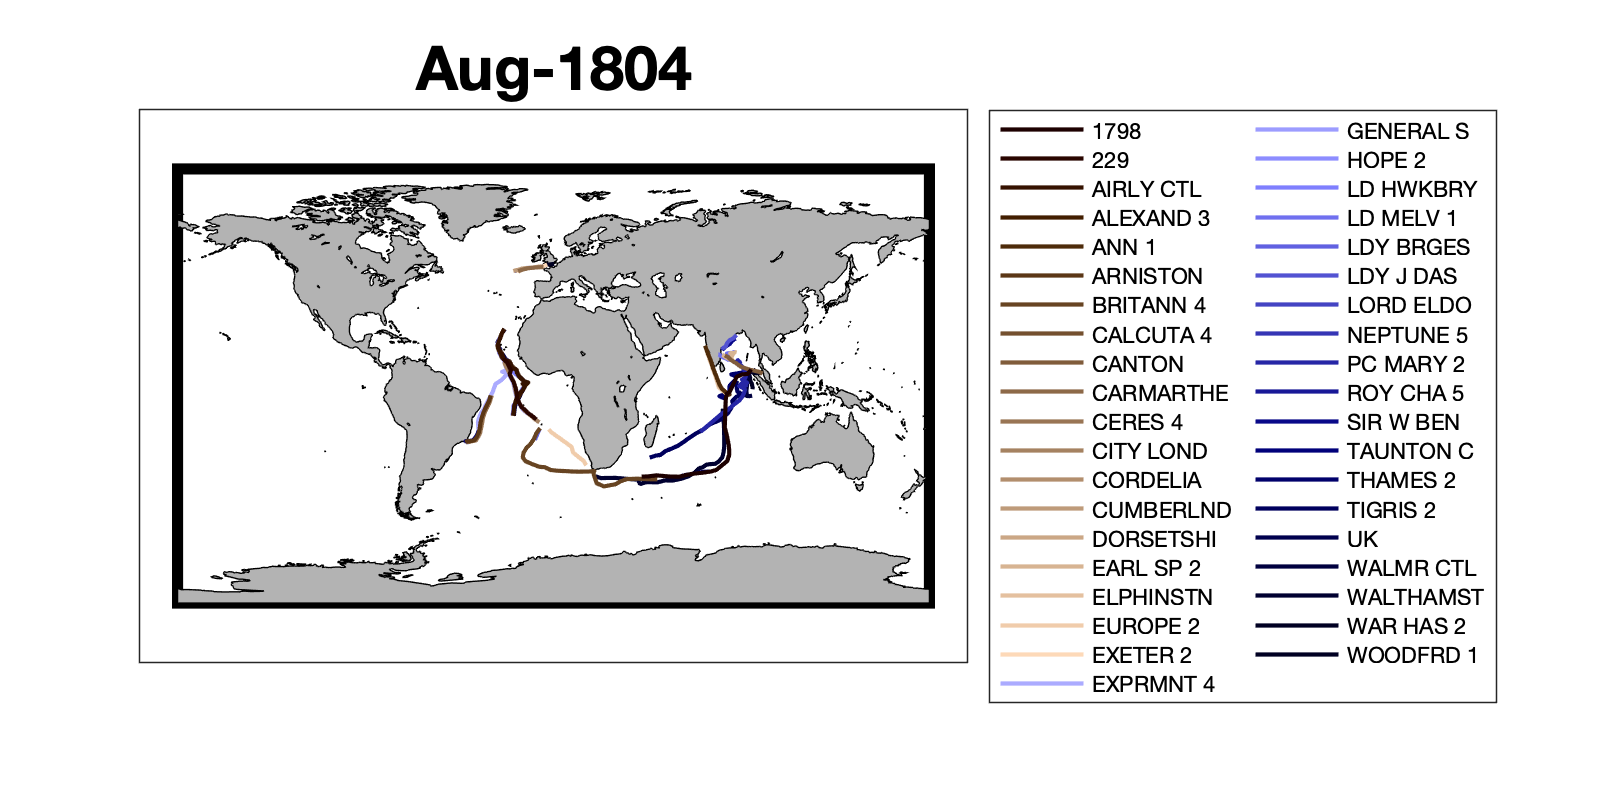 Aug-1804
1798
229
AIRLY CTL
ALEXAND 3
ANN 1
ARNISTON
BRITANN 4
CALCUTA 4
CANTON
CARMARTHE
CERES 4
CITY LOND
CORDELIA
CUMBERLND
DORSETSHI
EARL SP 2
ELPHINSTN
EUROPE 2
EXETER 2
EXPRMNT 4
GENERAL S
HOPE 2
LD HWKBRY
LD MELV 1
LDY BRGES
LDY J DAS
LORD ELDO
NEPTUNE 5
PC MARY 2
ROY CHA 5
SIR W BEN
TAUNTON C
THAMES 2
TIGRIS 2
UK
WALMR CTL
WALTHAMST
WAR HAS 2
WOODFRD 1